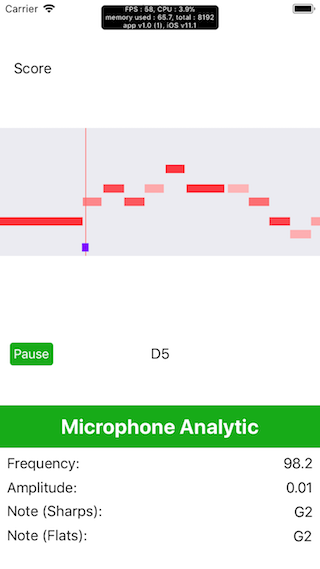 Carrier
FPS : 58, CPU : 3.9%
memory used : 65.7, total : 8192
app v1.0 (1), iOS v11.1
Score
Pause
D5
Microphone Analytic
Frequency: 98.2
Amplitude: 0.01
Note (Sharps): G2
Note (Flats): G2